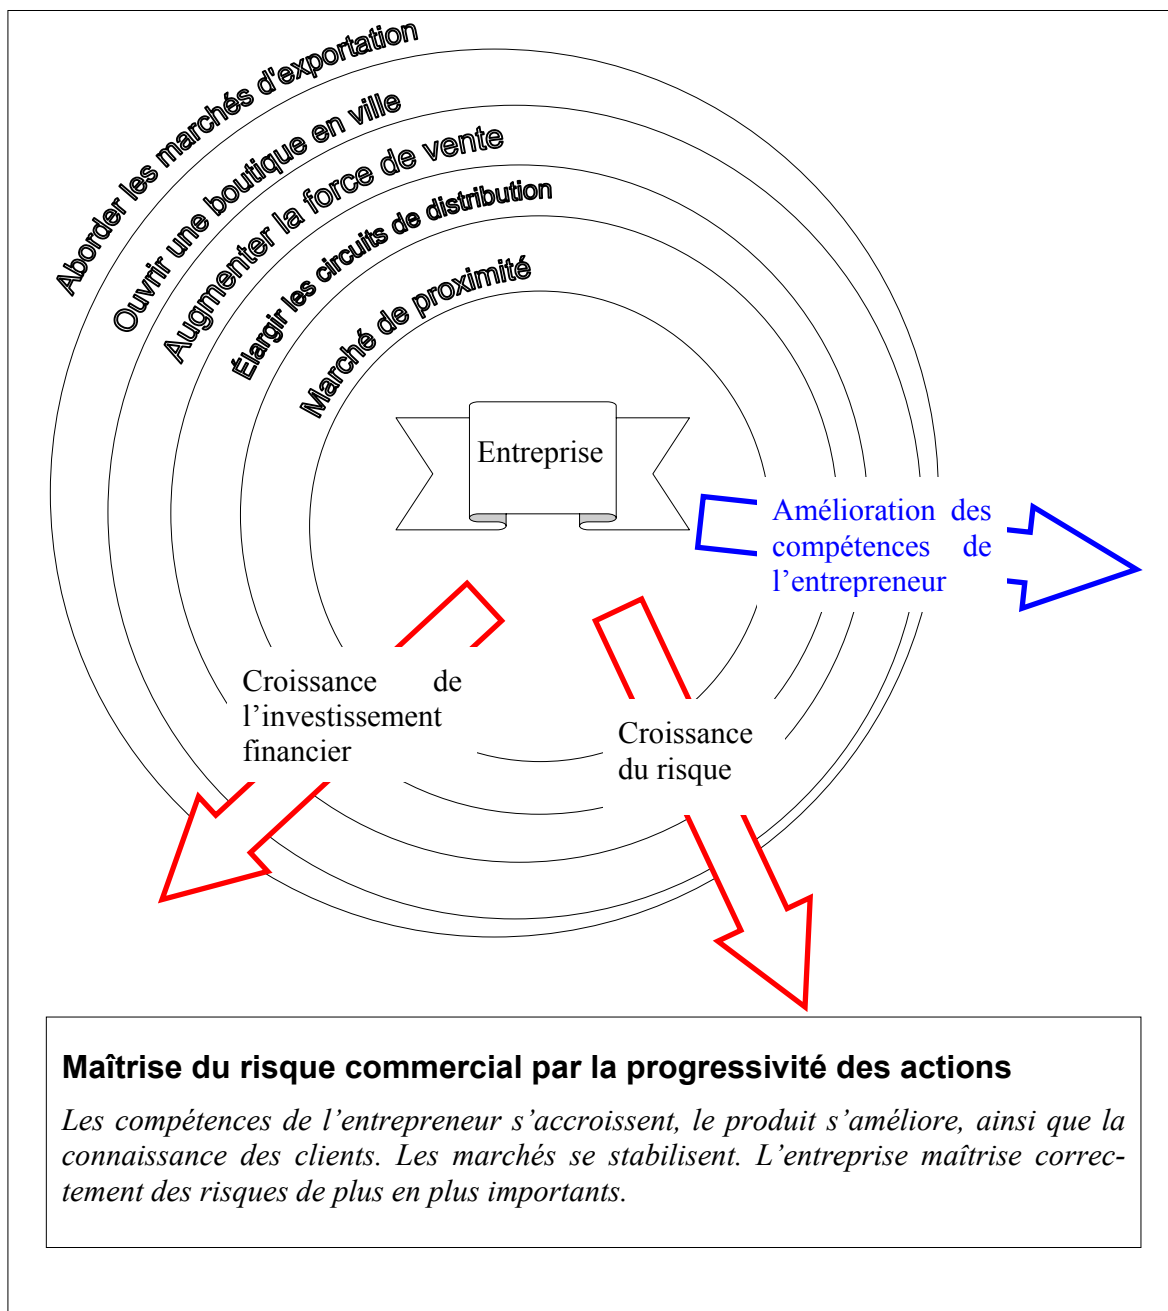 Aborder les marchés d'exportation
Ouvrir une boutique en ville
Augmenter la force de vente
Élargir les circuits de distribution
Marché de proximité
Entreprise
Amélioration des
compétences de
l’entrepreneur
Croissance de
l’investissement
financier
Croissance
du risque
Maîtrise du risque commercial par la progressivité des actions
Les compétences de l’entrepreneur s’accroissent, le produit s’améliore, ainsi que la
connaissance des clients. Les marchés se stabilisent. L’entreprise maîtrise correc-
tement des risques de plus en plus importants.